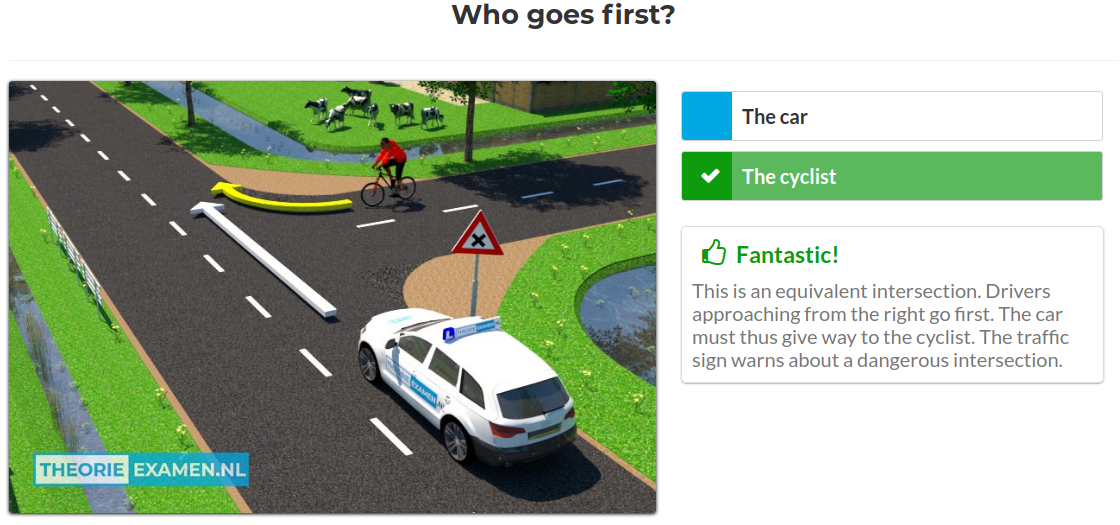 Who goes first?
The car
The cyclist
Fantastic!
This is an equivalent intersection. Drivers
approaching from the right go first. The car
must thus give way to the cyclist. The traffic
sign warns about a dangerous intersection.
L
EXAMEN
THEORIE EXAMEN.NL